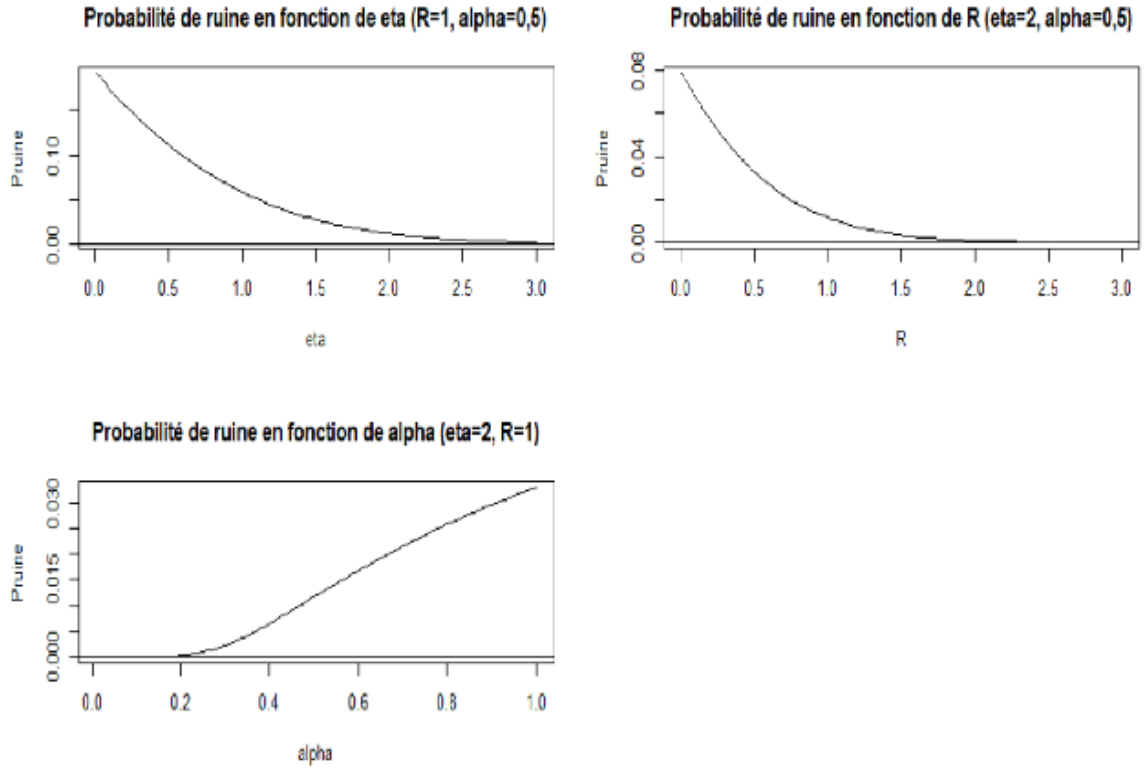 Probabilité de ruine en fonction de eta (R=1, alpha=0,5)
Pruine
0.00 0.10
0.0 0.5 1.0 1.5 2.0 2.5 3.0
eta
Probabilité de ruine en fonction de R (eta=2, alpha=0,5)
Pruine
0.00 0.04 0.08
0.0 0.5 1.0 1.5 2.0 2.5 3.0
R
Probabilité de ruine en fonction de alpha (eta=2, R=1)
Pruine
0.000 0.015 0.030
0.0 0.2 0.4 0.6 0.8 1.0
alpha